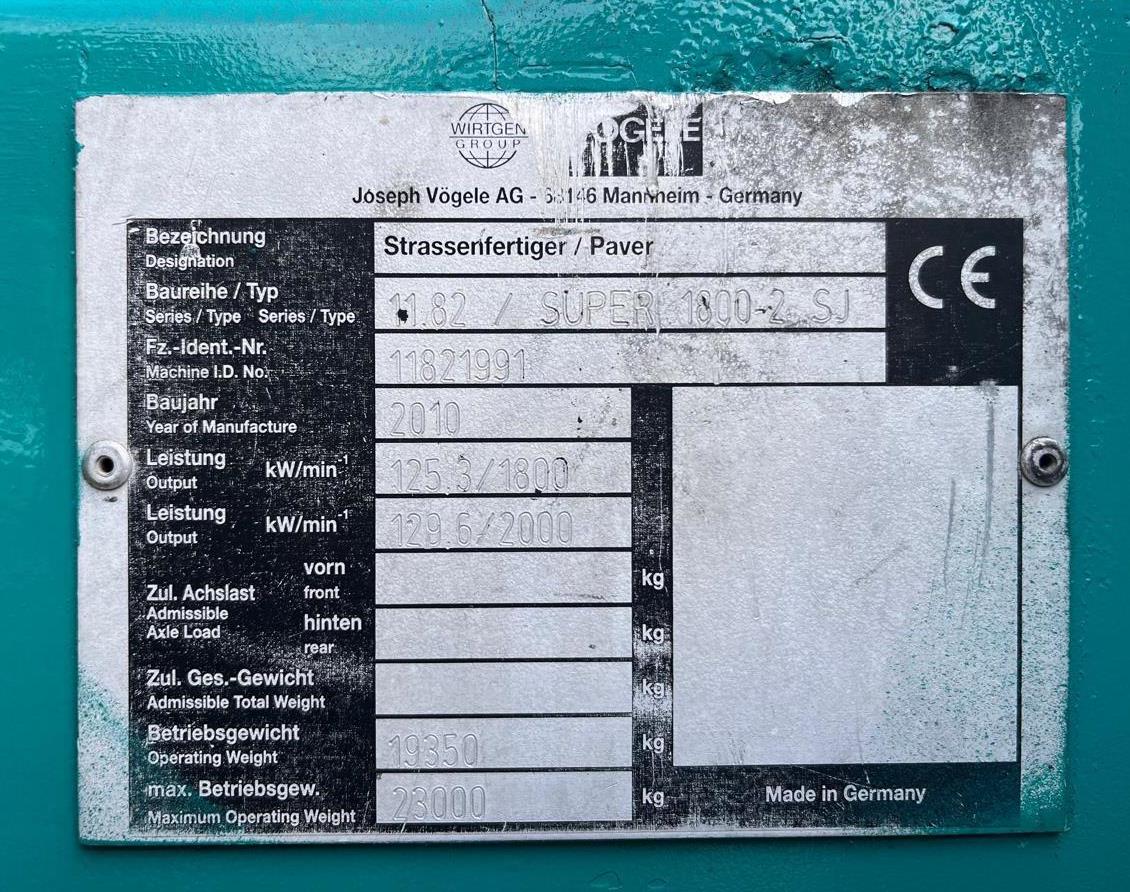 WIRTGEN
GROUP
VÖGELE
Joseph Vögele AG - 68146 Mannheim - Germany
Bezeichnung
Designation
Strassenfertiger / Paver
CE
Baureihe / Typ
Series / Type Series / Type
11.82 / SUPER 1800-2 SJ
Fz.-Ident.-Nr.
Machine I.D. No.
11821991
Baujahr
Year of Manufacture
2010
Leistung kW/min⁻¹
Output
125.3/1800
Leistung kW/min⁻¹
Output
129.6/2000
vorn
front
kg
Zul. Achslast
Admissible
Axle Load
hinten
rear
kg
Zul. Ges.-Gewicht
Admissible Total Weight
kg
Betriebsgewicht
Operating Weight
19350 kg
max. Betriebsgew.
Maximum Operating Weight
23000 kg
Made in Germany